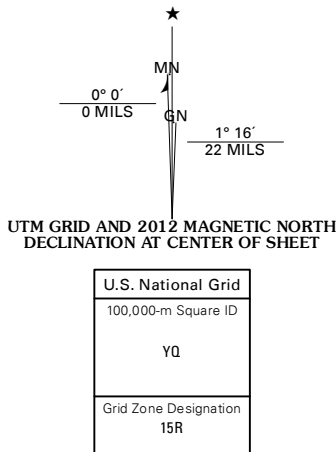 MN
0° 0´
0 MILS
GN
1° 16´
22 MILS
UTM GRID AND 2012 MAGNETIC NORTH
DECLINATION AT CENTER OF SHEET
U.S. National Grid
100,000-m Square ID
YQ
Grid Zone Designation
15R